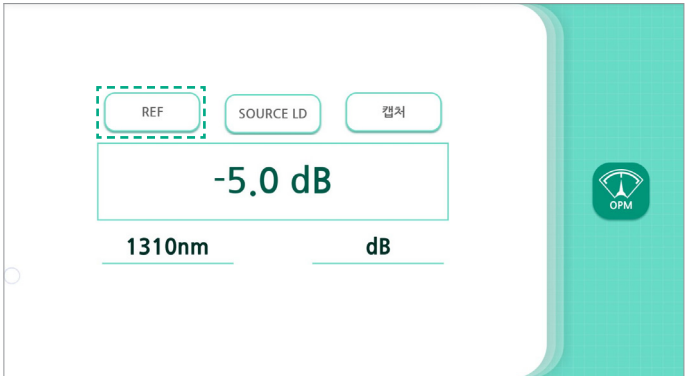 REF
SOURCE LD
캡처
-5.0 dB
1310nm
dB
OPM